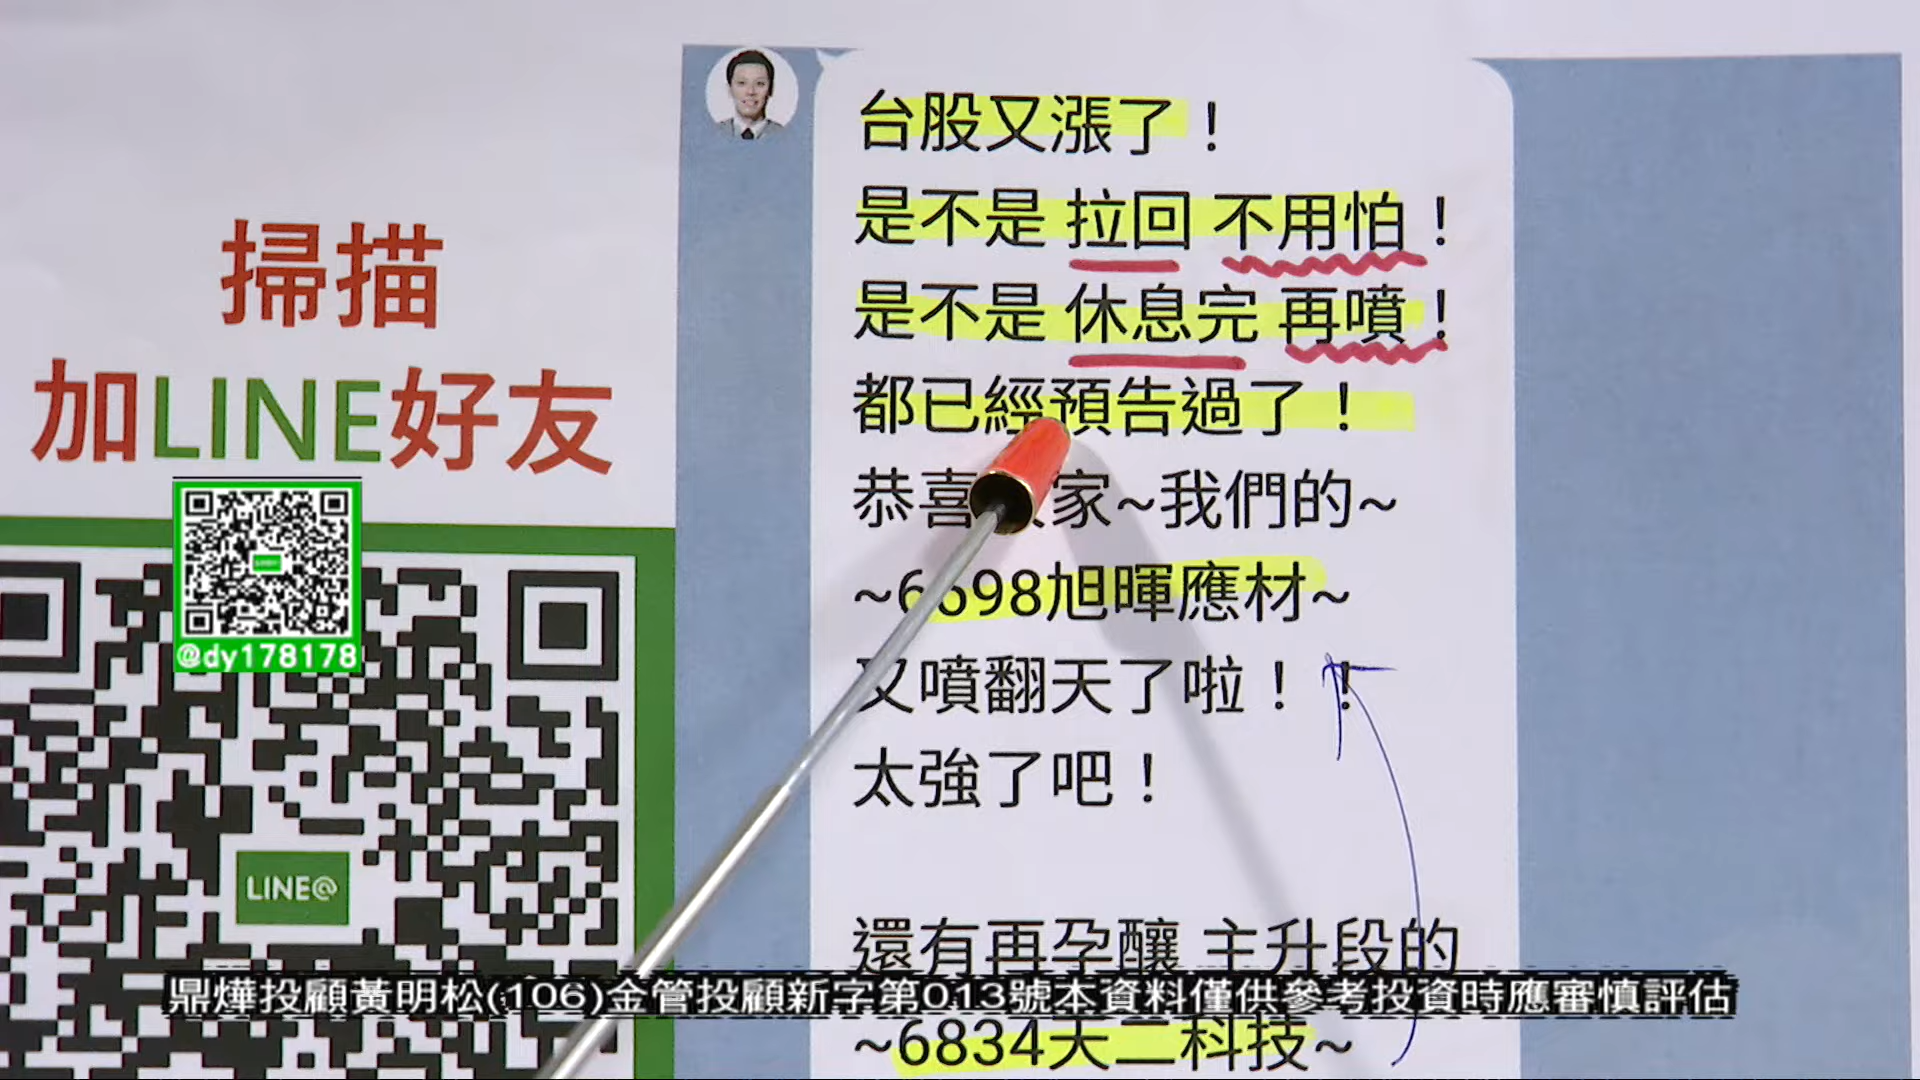 掃描
加LINE好友
@dy178178
LINE@
台股又漲了！
是不是 拉回 不用怕！
是不是 休息完 再噴！
都已經預告過了！
恭喜家~我們的~
~6698旭暉應材~
又噴翻天了啦！！
太強了吧！
還有再孕釀 主升段的
~6834天二科技~
鼎燁投顧黃明松(106)金管投顧新字第013號本資料僅供參考投資時應審慎評估